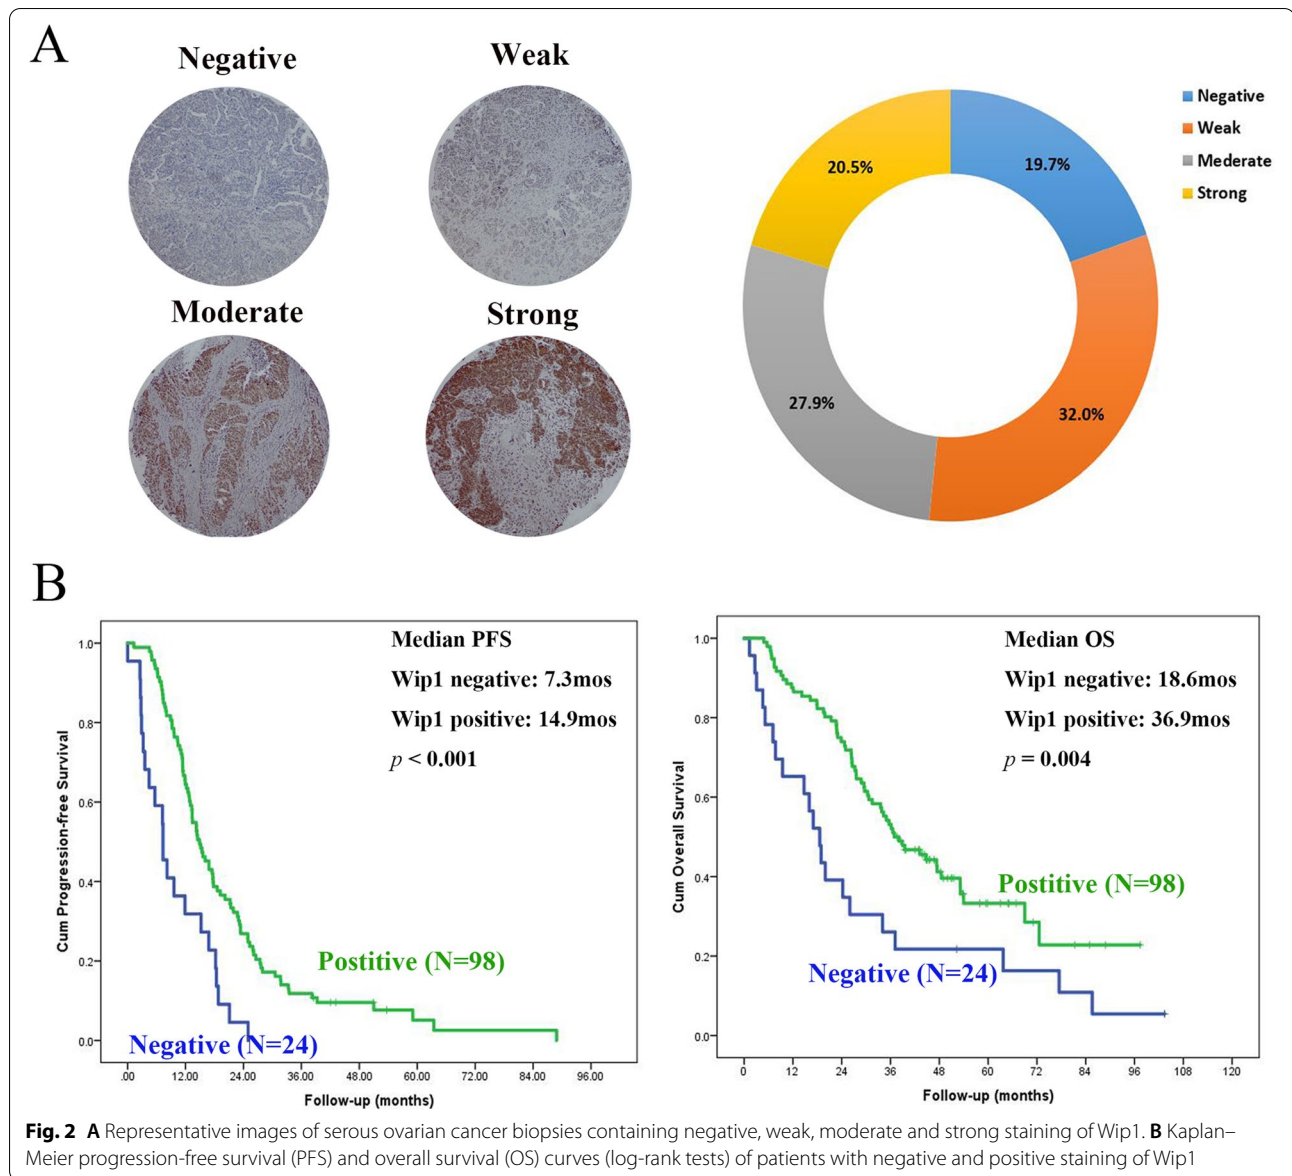 A
Negative
Weak
Moderate
Strong
19.7%
32.0%
27.9%
20.5%
Negative
Weak
Mederate
Strong
B
Cum Progression-free Survival
1.0
0.8
0.6
0.4
0.2
0.0
Median PFS
Wip1 negative: 7.3mos
Wip1 positive: 14.9mos
p < 0.001
Postitive (N=98)
Negative (N=24)
.00 12.00 24.00 36.00 48.00 60.00 72.00 84.00 96.00
Follow-up (months)
Cum Overall Survival
1.0
0.8
0.6
0.4
0.2
0.0
Median OS
Wip1 negative: 18.6mos
Wip1 positive: 36.9mos
p = 0.004
Postitive (N=98)
Negative (N=24)
0 12 24 36 48 60 72 84 96 108 120
Follow-up (months)
Fig. 2 A Representative images of serous ovarian cancer biopsies containing negative, weak, moderate and strong staining of Wip1. B Kaplan–
Meier progression-free survival (PFS) and overall survival (OS) curves (log-rank tests) of patients with negative and positive staining of Wip1